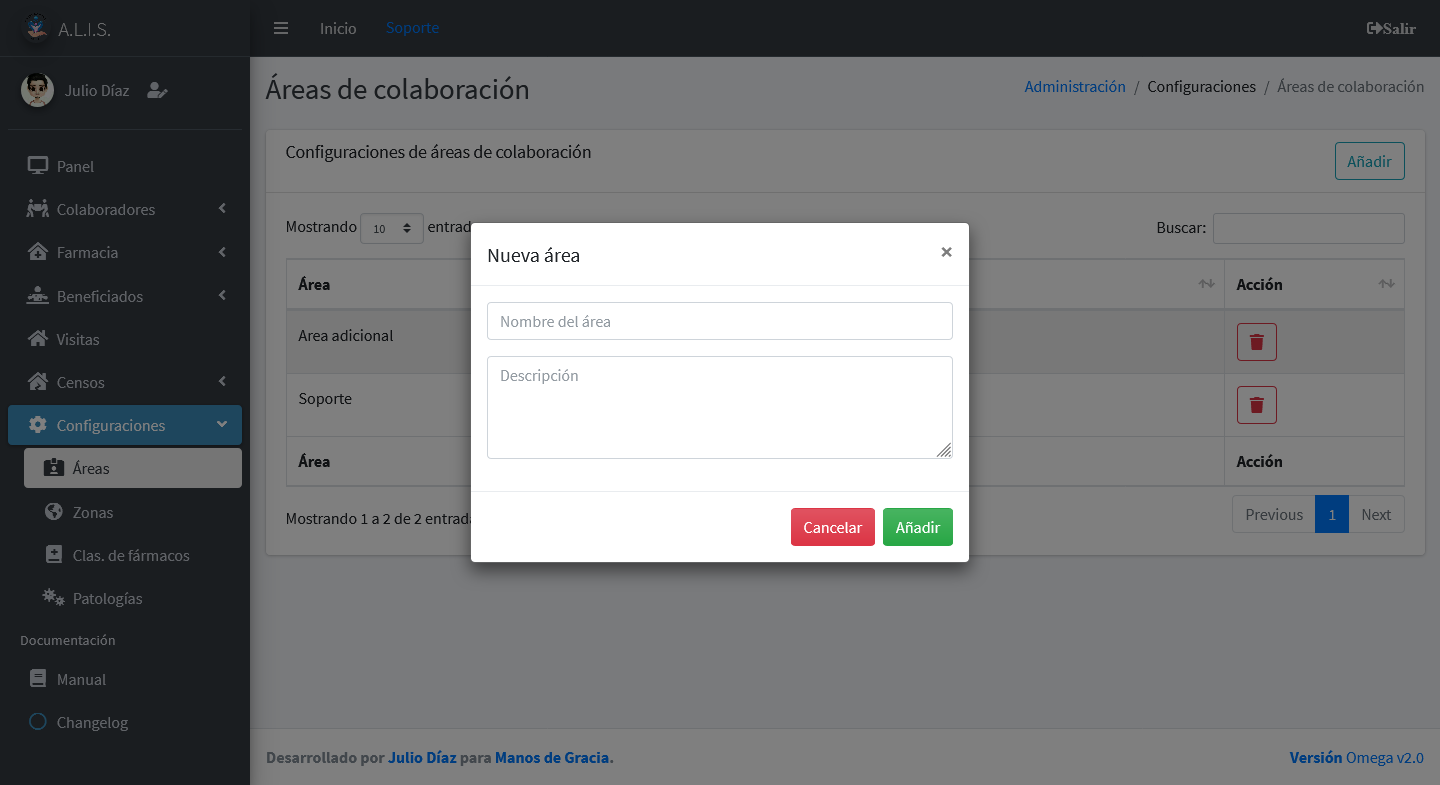 A.L.I.S.
Inicio
Soporte
Salir
Julio Díaz
Áreas de colaboración
Administración / Configuraciones / Áreas de colaboración
Panel
Colaboradores
Farmacia
Beneficiados
Visitas
Censos
Configuraciones
Áreas
Zonas
Clas. de fármacos
Patologías
Documentación
Manual
Changelog
Configuraciones de áreas de colaboración
Añadir
Mostrando 10 entrad
Buscar:
Área
Acción
Area adicional
Soporte
Área
Acción
Mostrando 1 a 2 de 2 entrada
Previous 1 Next
Nueva área
×
Nombre del área
Descripción
Cancelar
Añadir
Desarrollado por Julio Díaz para Manos de Gracia.
Versión Omega v2.0